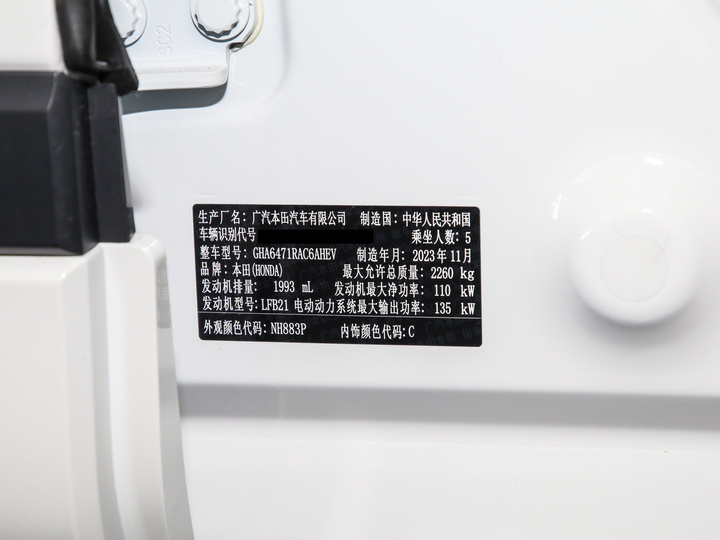 SC2
生产厂名：广汽本田汽车有限公司 制造国：中华人民共和国
车辆识别代号 乘坐人数：5
整车型号：GHA6471RAC6AHEV 制造年月：2023年11月
品牌：本田(HONDA) 最大允许总质量：2260 kg
发动机排量： 1993 mL 发动机最大净功率： 110 kW
发动机型号：LFB21 电动动力系统最大输出功率： 135 kW
外观颜色代码：NH883P 内饰颜色代码：C